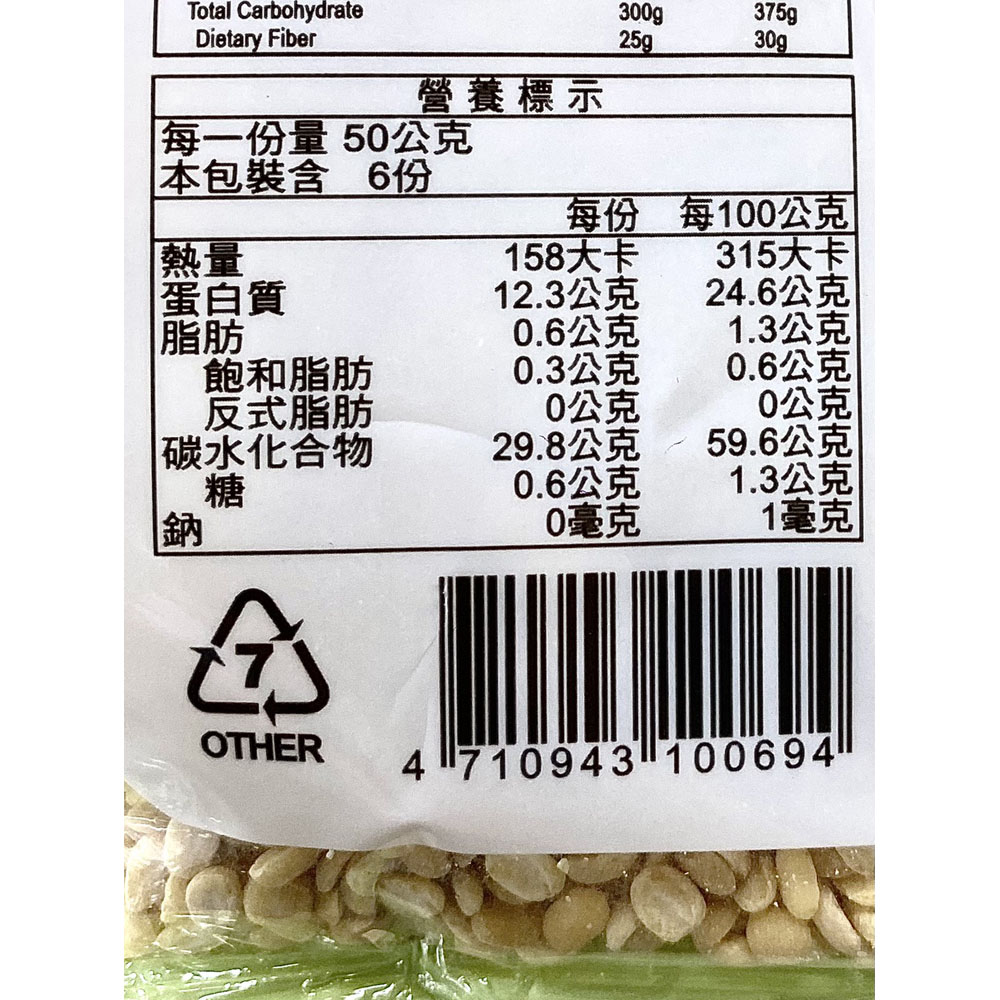 Total Carbohydrate 300g 375g
Dietary Fiber 25g 30g
營養標示
每一份量 50公克
本包裝含 6份
每份 每100公克
熱量 158大卡 315大卡
蛋白質 12.3公克 24.6公克
脂肪 0.6公克 1.3公克
飽和脂肪 0.3公克 0.6公克
反式脂肪 0公克 0公克
碳水化合物 29.8公克 59.6公克
糖 0.6公克 1.3公克
鈉 0毫克 1毫克
7
OTHER
4 710943 100694